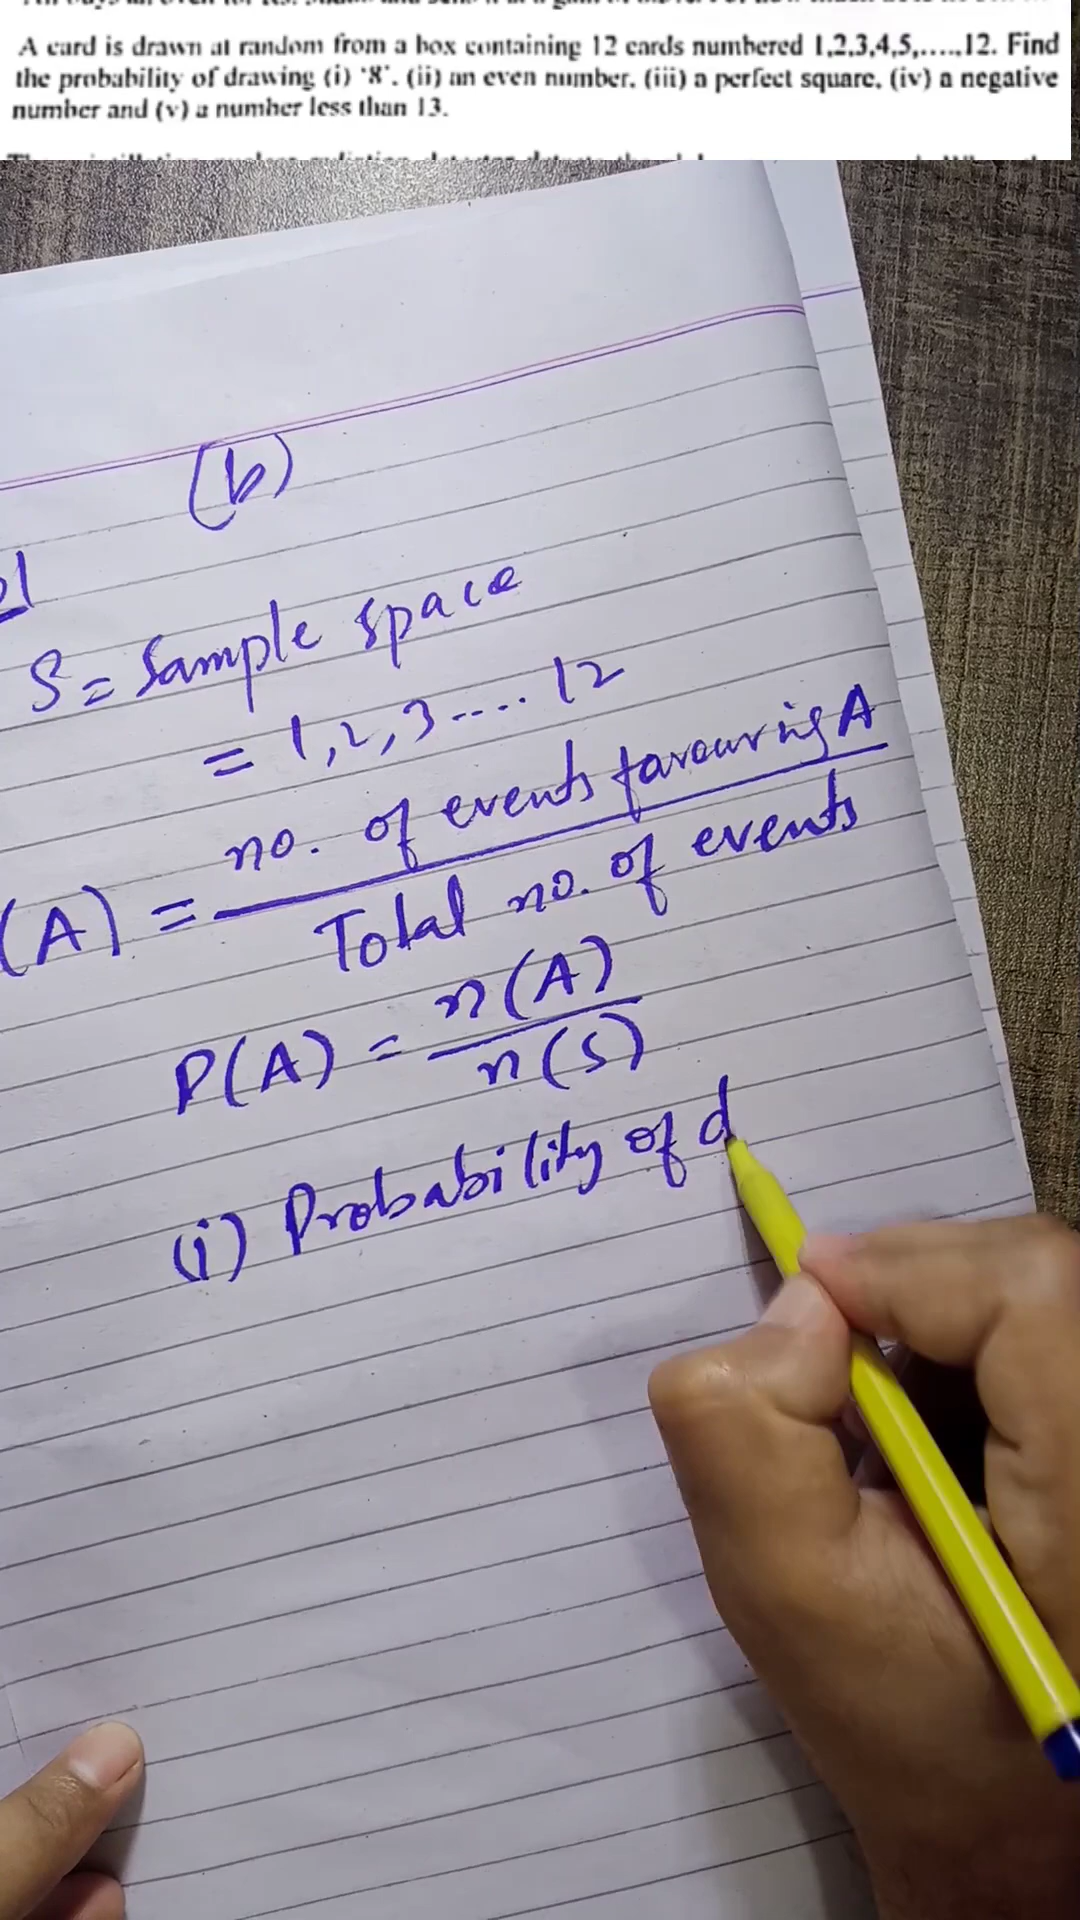 A card is drawn at random from a box containing 12 cards numbered 1,2,3,4,5,.....,12. Find
the probability of drawing (i) '8'. (ii) an even number, (iii) a perfect square, (iv) a negative
number and (v) a number less than 13.
(b)
S = Sample space
= 1,2,3....12
(A) = no. of events favouring A
Total no. of events
P(A) = n(A)
n(S)
(i) Probability of d